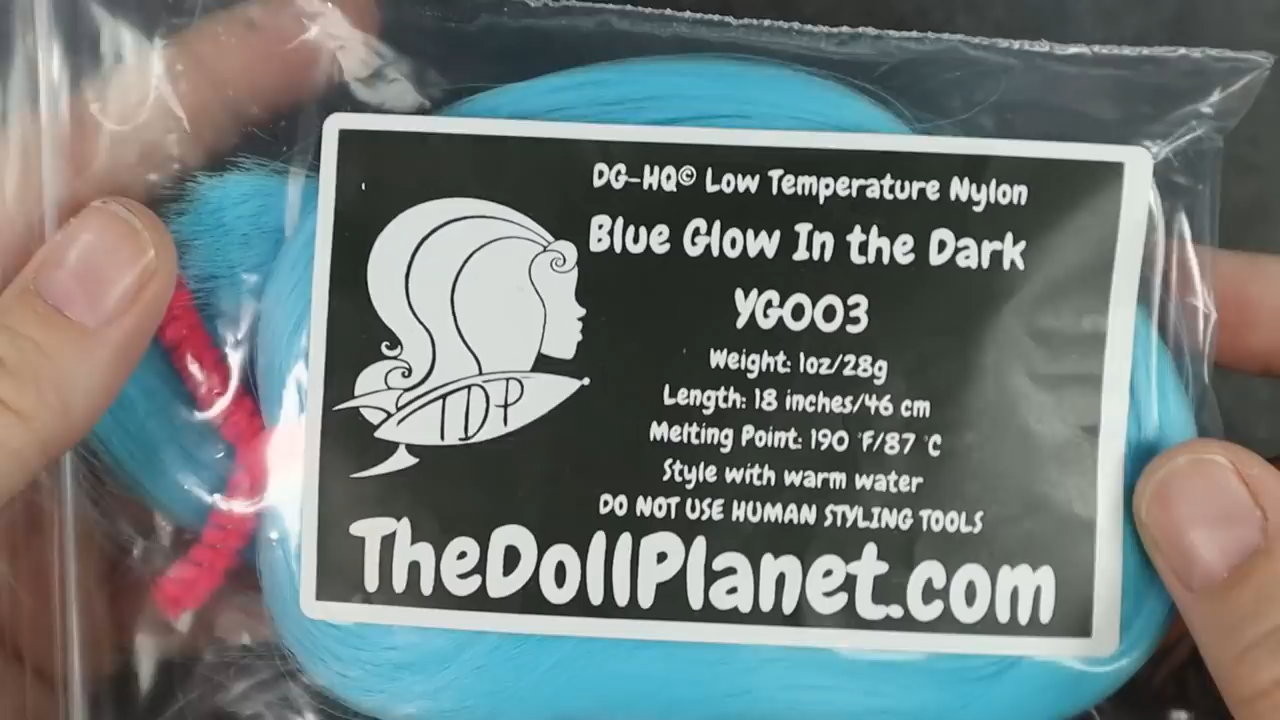 DG-HQ© Low Temperature Nylon
Blue Glow In the Dark
YG003
Weight: 1oz/28g
Length: 18 inches/46 cm
Melting Point: 190 °F/87 °C
Style with warm water
DO NOT USE HUMAN STYLING TOOLS
TDP
TheDollPlanet.com